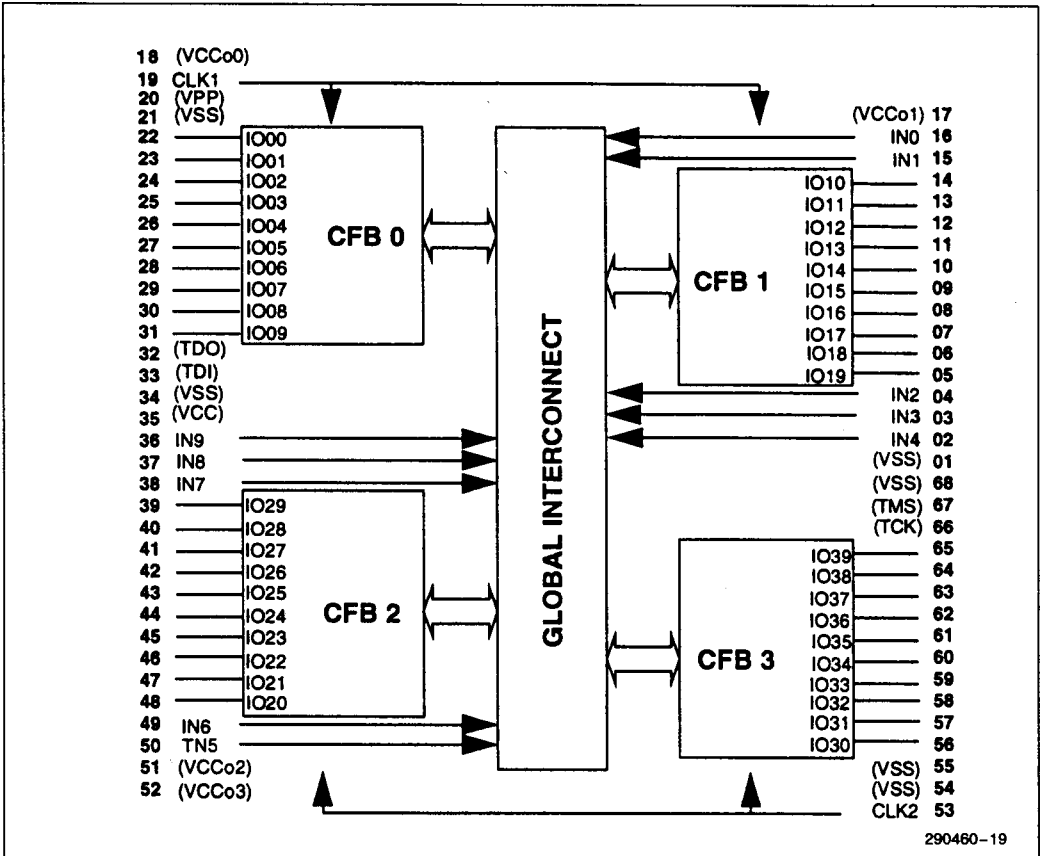 18 (VCCo0)
19 CLK1
20 (VPP)
21 (VSS)
22 IO00
23 IO01
24 IO02
25 IO03
26 IO04
27 IO05
28 IO06
29 IO07
30 IO08
31 IO09
CFB 0
32 (TDO)
33 (TDI)
34 (VSS)
35 (VCC)
36 IN9
37 IN8
38 IN7
39 IO29
40 IO28
41 IO27
42 IO26
43 IO25
44 IO24
45 IO23
46 IO22
47 IO21
48 IO20
CFB 2
49 IN6
50 TN5
51 (VCCo2)
52 (VCCo3)
GLOBAL INTERCONNECT
(VCCo1) 17
IN0 16
IN1 15
IO10 14
IO11 13
IO12 12
IO13 11
IO14 10
IO15 09
IO16 08
IO17 07
IO18 06
IO19 05
CFB 1
IN2 04
IN3 03
IN4 02
(VSS) 01
(VSS) 68
(TMS) 67
(TCK) 66
IO39 65
IO38 64
IO37 63
IO36 62
IO35 61
IO34 60
IO33 59
IO32 58
IO31 57
IO30 56
CFB 3
(VSS) 55
(VSS) 54
CLK2 53
290460-19